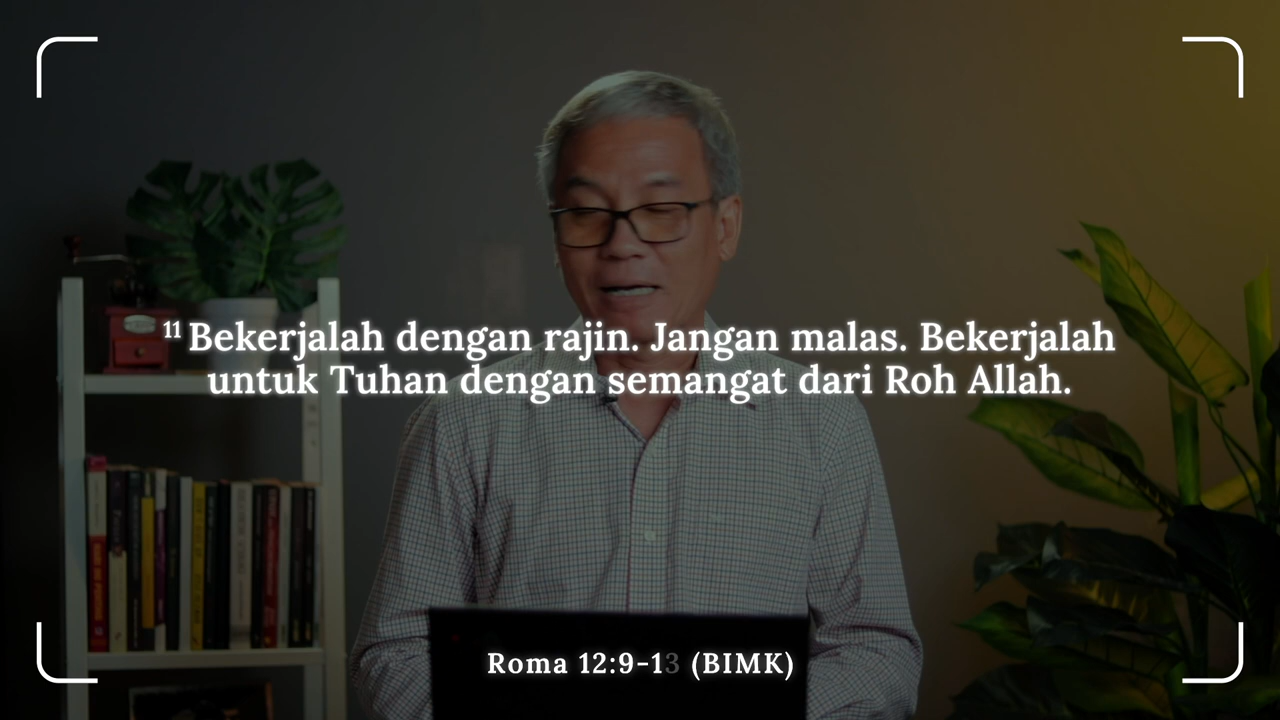 ¹¹ Bekerjalah dengan rajin. Jangan malas. Bekerjalah
untuk Tuhan dengan semangat dari Roh Allah.
Roma 12:9-13 (BIMK)